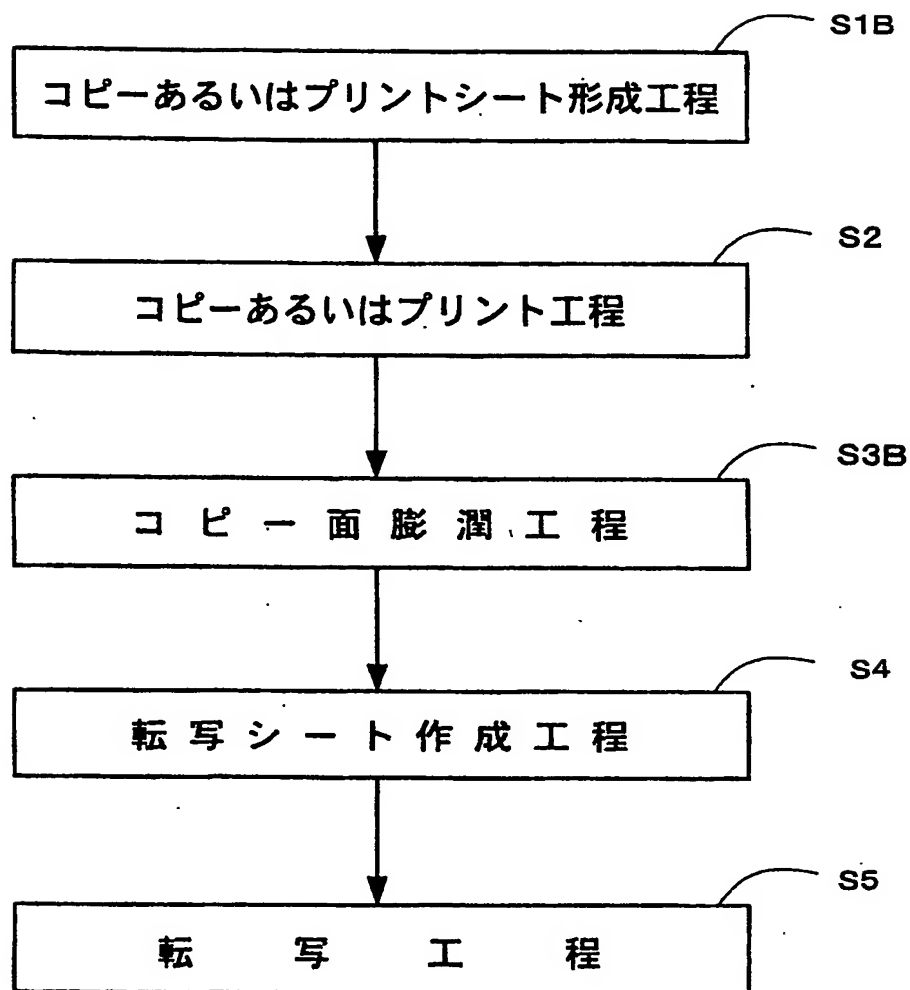 S1B
コピーあるいはプリントシート形成工程
S2
コピーあるいはプリント工程
S3B
コピー面膨潤工程
S4
転写シート作成工程
S5
転写工程